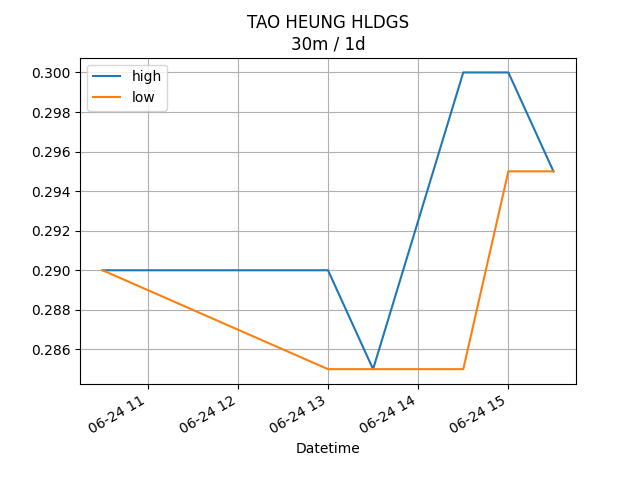 TAO HEUNG HLDGS
30m / 1d
high
low
0.300
0.298
0.296
0.294
0.292
0.290
0.288
0.286
06-24 11
06-24 12
06-24 13
06-24 14
06-24 15
Datetime